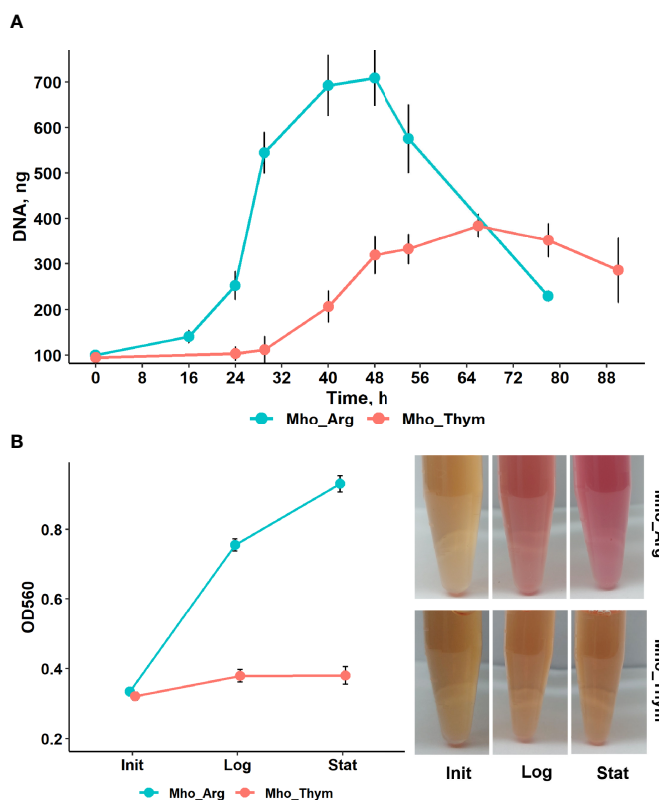 A
700
600
500
400
300
200
100
DNA, ng
0 8 16 24 32 40 48 56 64 72 80 88
Time, h
Mho_Arg Mho_Thym
B
0.8
0.6
0.4
0.2
OD560
Init Log Stat
Mho_Arg Mho_Thym
Mho_Arg
Mho_Thym
Init Log Stat